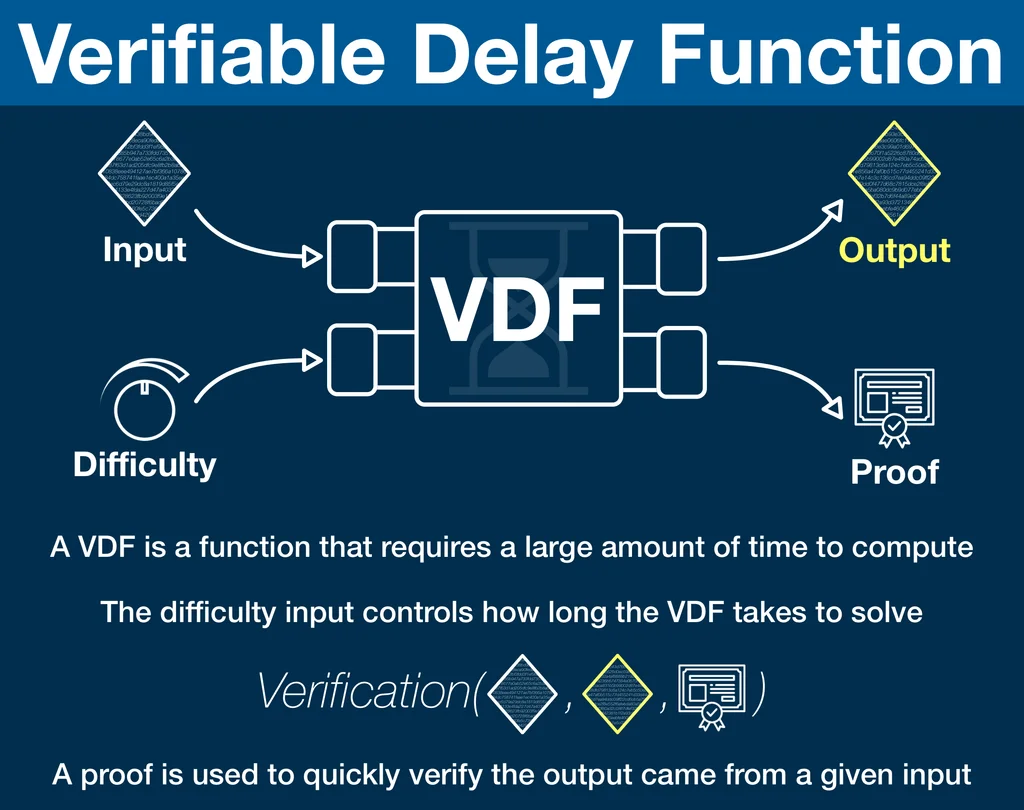 Verifiable Delay Function
Input
Output
VDF
Difficulty
Proof
A VDF is a function that requires a large amount of time to compute
The difficulty input controls how long the VDF takes to solve
Verification( , , )
A proof is used to quickly verify the output came from a given input